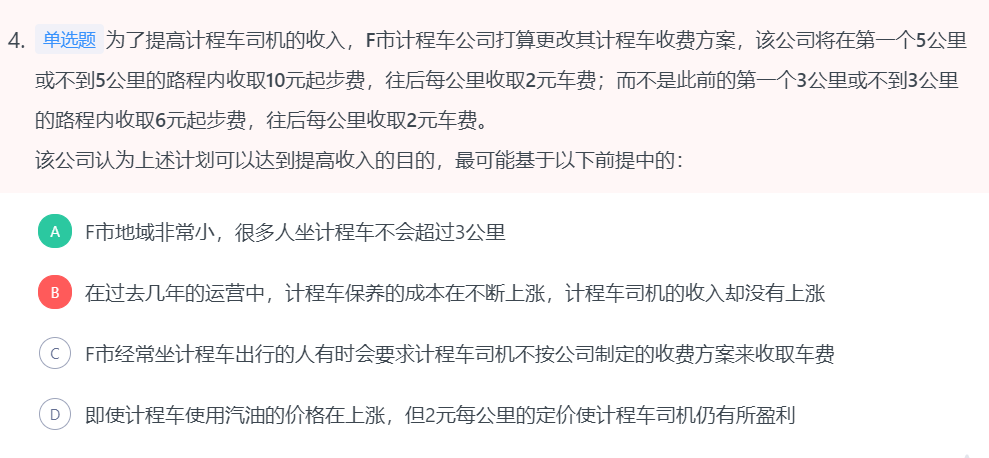 4. 单选题 为了提高计程车司机的收入，F市计程车公司打算更改其计程车收费方案，该公司将在第一个5公里
或不到5公里的路程内收取10元起步费，往后每公里收取2元车费；而不是此前的第一个3公里或不到3公里
的路程内收取6元起步费，往后每公里收取2元车费。
该公司认为上述计划可以达到提高收入的目的，最可能基于以下前提中的：
A F市地域非常小，很多人坐计程车不会超过3公里
B 在过去几年的运营中，计程车保养的成本在不断上涨，计程车司机的收入却没有上涨
C F市经常坐计程车出行的人有时会要求计程车司机不按公司制定的收费方案来收取车费
D 即使计程车使用汽油的价格在上涨，但2元每公里的定价使计程车司机仍有所盈利